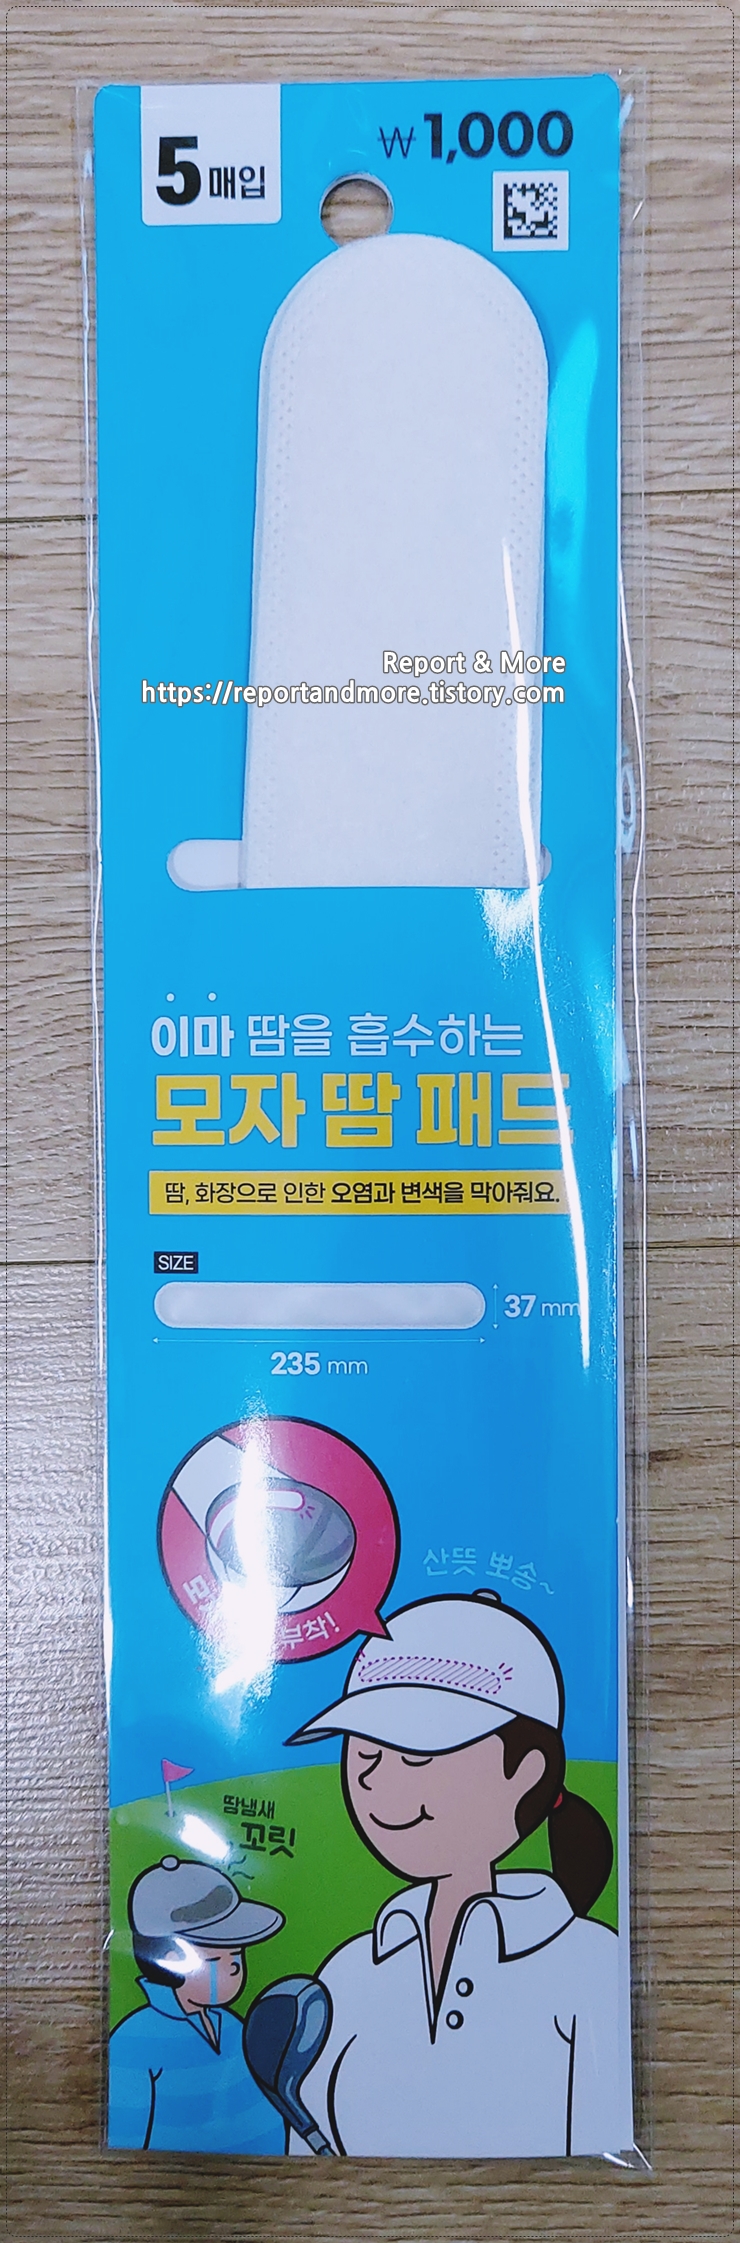 5매입
₩1,000
Report & More
https://reportandmore.tistory.com
이마 땀을 흡수하는
모자 땀 패드
땀, 화장으로 인한 오염과 변색을 막아줘요.
SIZE
37 mm
235 mm
산뜻 뽀송~
부착!
땀냄새
꼬릿